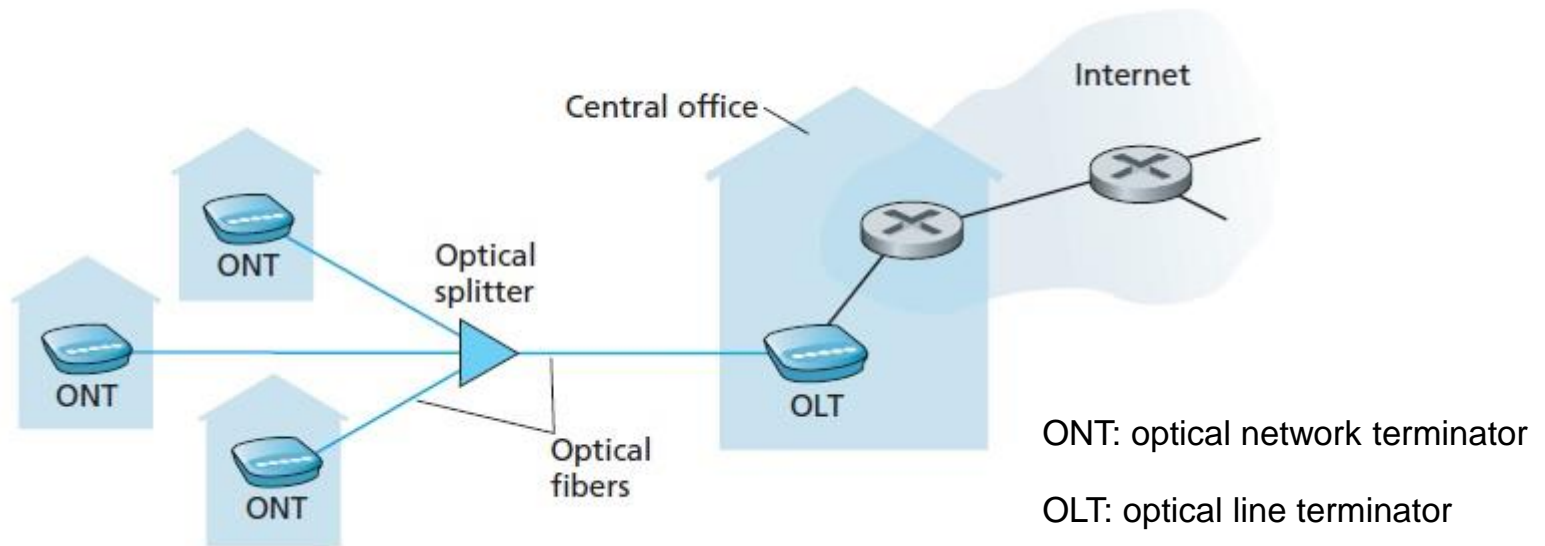 Internet
Central office
ONT
Optical
splitter
ONT
OLT
ONT
Optical
fibers
ONT: optical network terminator
OLT: optical line terminator